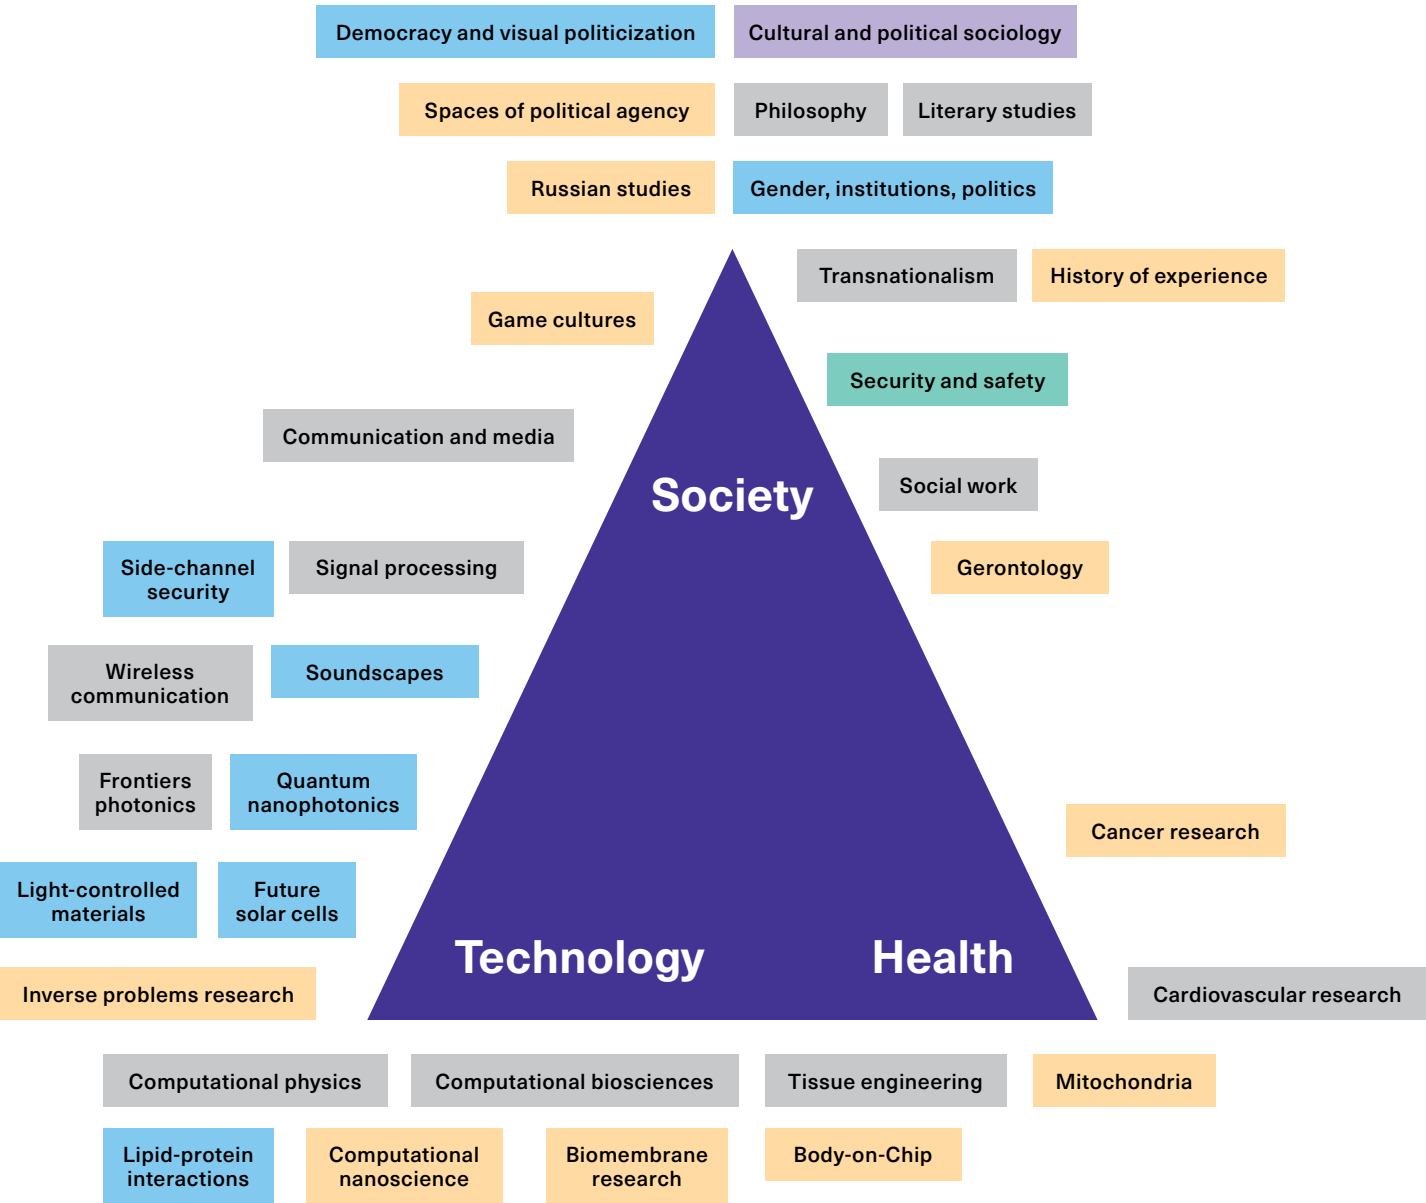 Democracy and visual politicization
Cultural and political sociology
Spaces of political agency
Philosophy
Literary studies
Russian studies
Gender, institutions, politics
Transnationalism
History of experience
Game cultures
Security and safety
Communication and media
Society
Social work
Side-channel
security
Signal processing
Gerontology
Wireless
communication
Soundscapes
Frontiers
photonics
Quantum
nanophotonics
Cancer research
Light-controlled
materials
Future
solar cells
Technology
Health
Inverse problems research
Cardiovascular research
Computational physics
Computational biosciences
Tissue engineering
Mitochondria
Lipid-protein
interactions
Computational
nanoscience
Biomembrane
research
Body-on-Chip